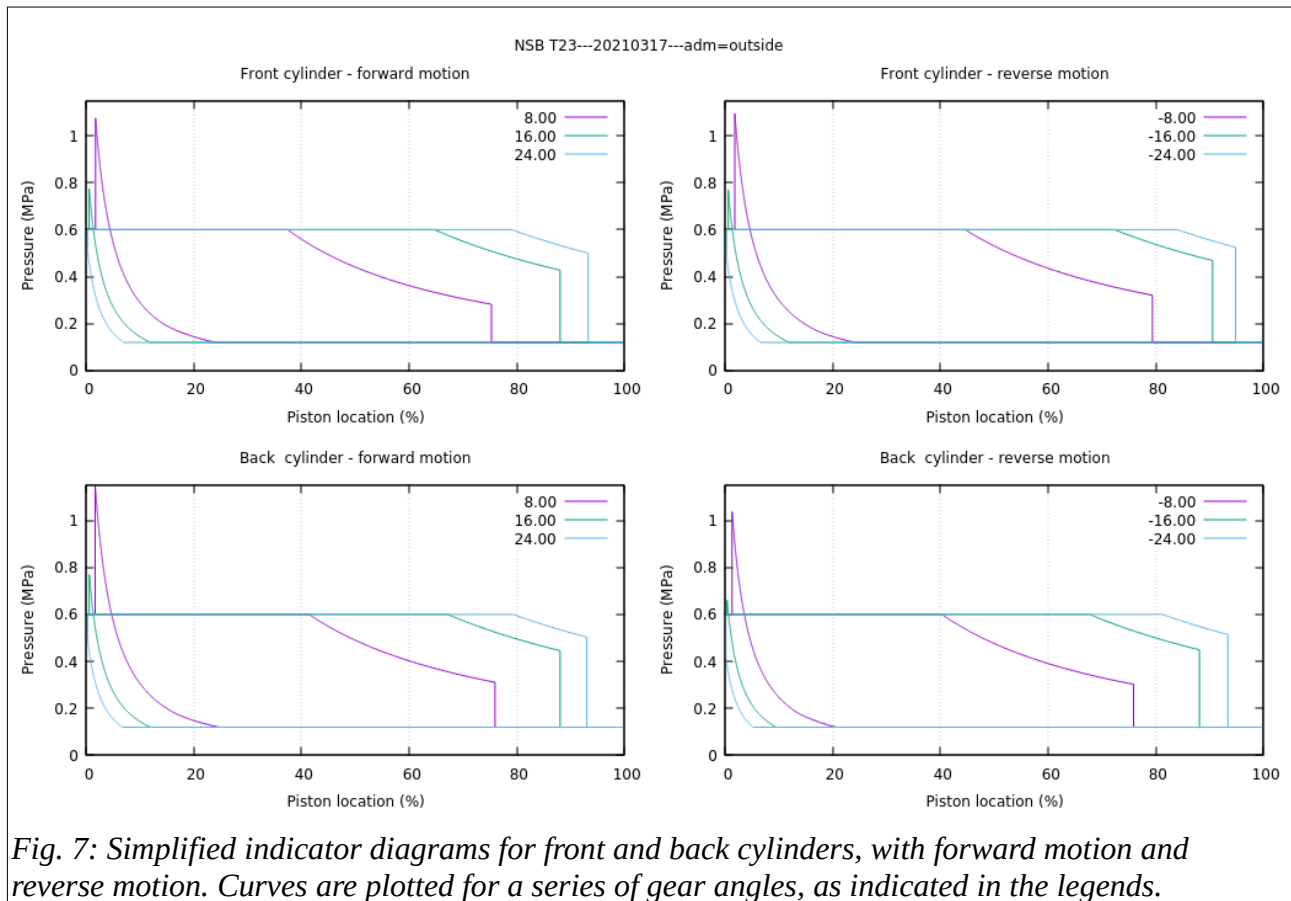 NSB T23---20210317---adm=outside
Front cylinder - forward motion
Pressure (MPa)
1
0.8
0.6
0.4
0.2
0
8.00
16.00
24.00
0 20 40 60 80 100
Piston location (%)
Front cylinder - reverse motion
Pressure (MPa)
1
0.8
0.6
0.4
0.2
0
-8.00
-16.00
-24.00
0 20 40 60 80 100
Piston location (%)
Back  cylinder - forward motion
Pressure (MPa)
1
0.8
0.6
0.4
0.2
0
8.00
16.00
24.00
0 20 40 60 80 100
Piston location (%)
Back  cylinder - reverse motion
Pressure (MPa)
1
0.8
0.6
0.4
0.2
0
-8.00
-16.00
-24.00
0 20 40 60 80 100
Piston location (%)
Fig. 7: Simplified indicator diagrams for front and back cylinders, with forward motion and
reverse motion. Curves are plotted for a series of gear angles, as indicated in the legends.